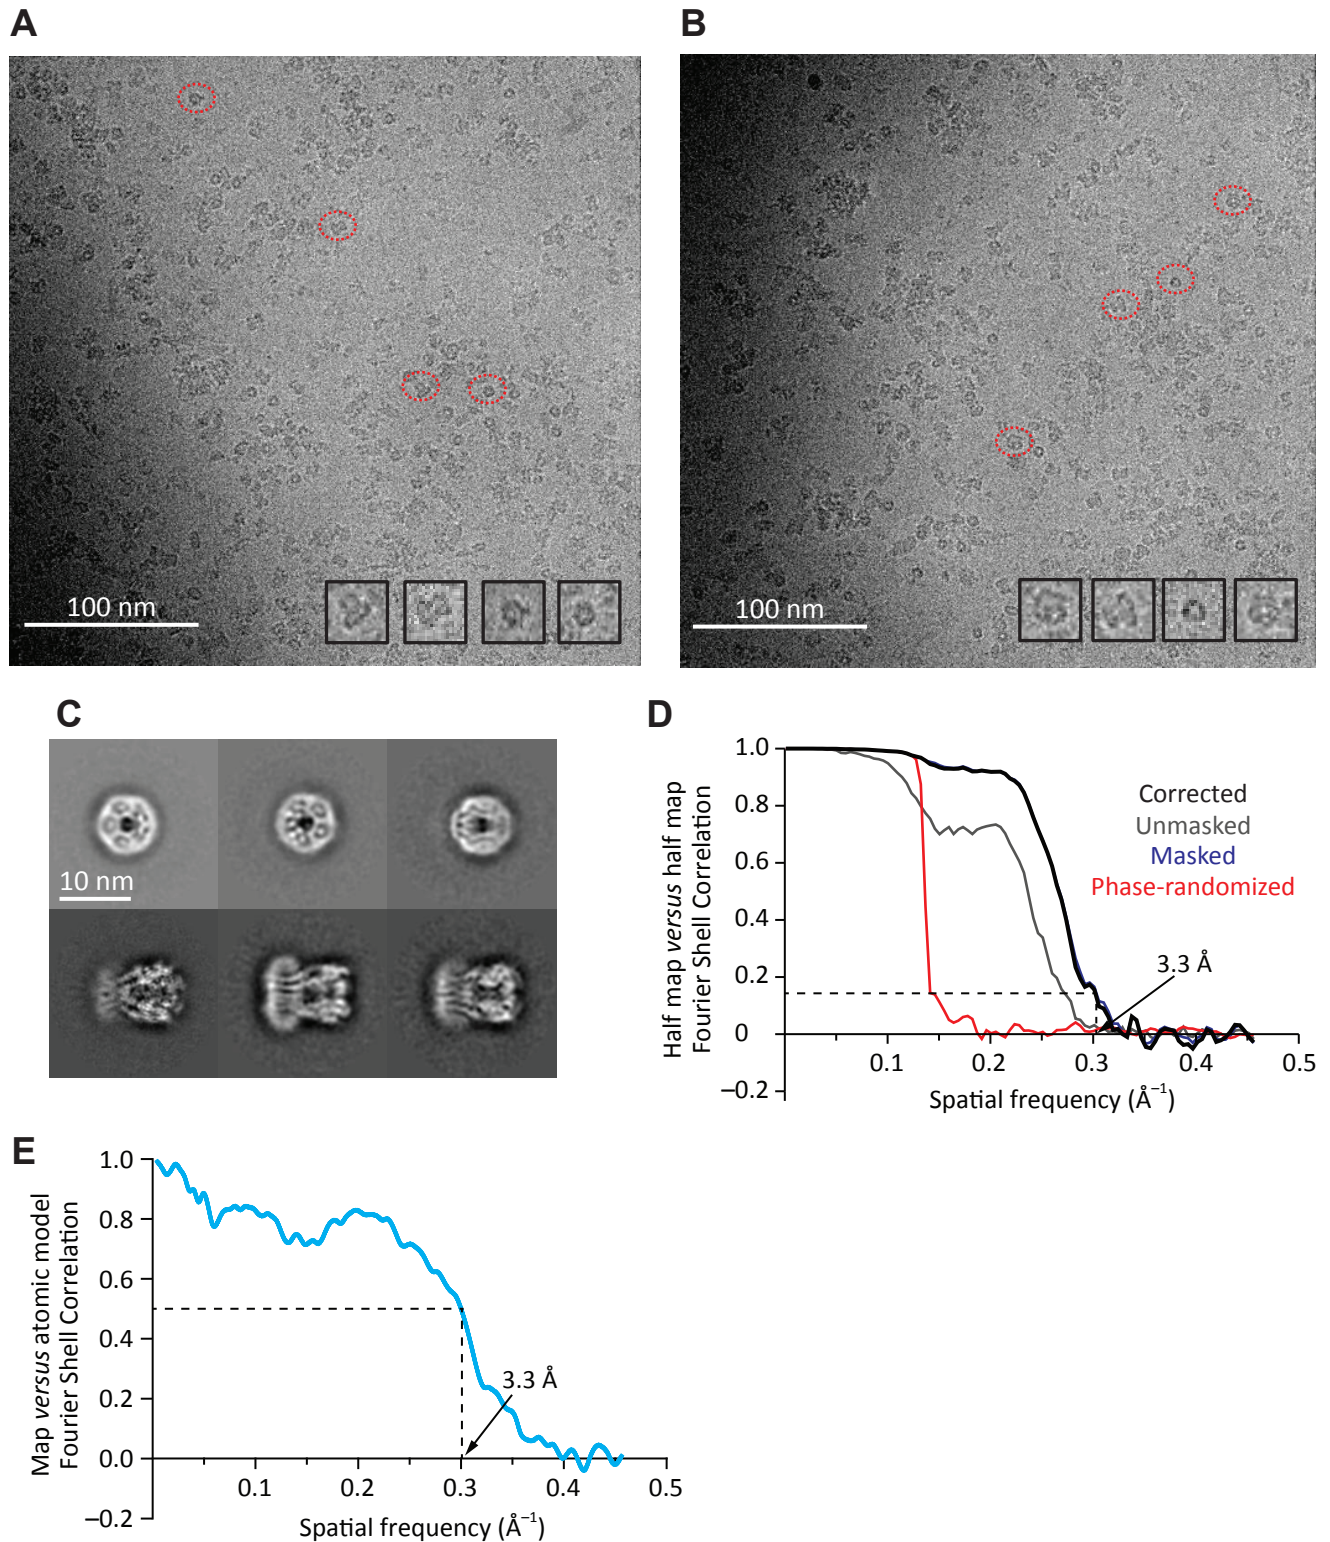 A
B
100 nm
100 nm
C
10 nm
D
Half map versus half map
Fourier Shell Correlation
1.0
0.8
0.6
0.4
0.2
0
–0.2
Corrected
Unmasked
Masked
Phase-randomized
3.3 Å
0.1
0.2
0.3
0.4
0.5
Spatial frequency (Å⁻¹)
E
Map versus atomic model
Fourier Shell Correlation
1.0
0.8
0.6
0.4
0.2
0.0
–0.2
3.3 Å
0.1
0.2
0.3
0.4
0.5
Spatial frequency (Å⁻¹)